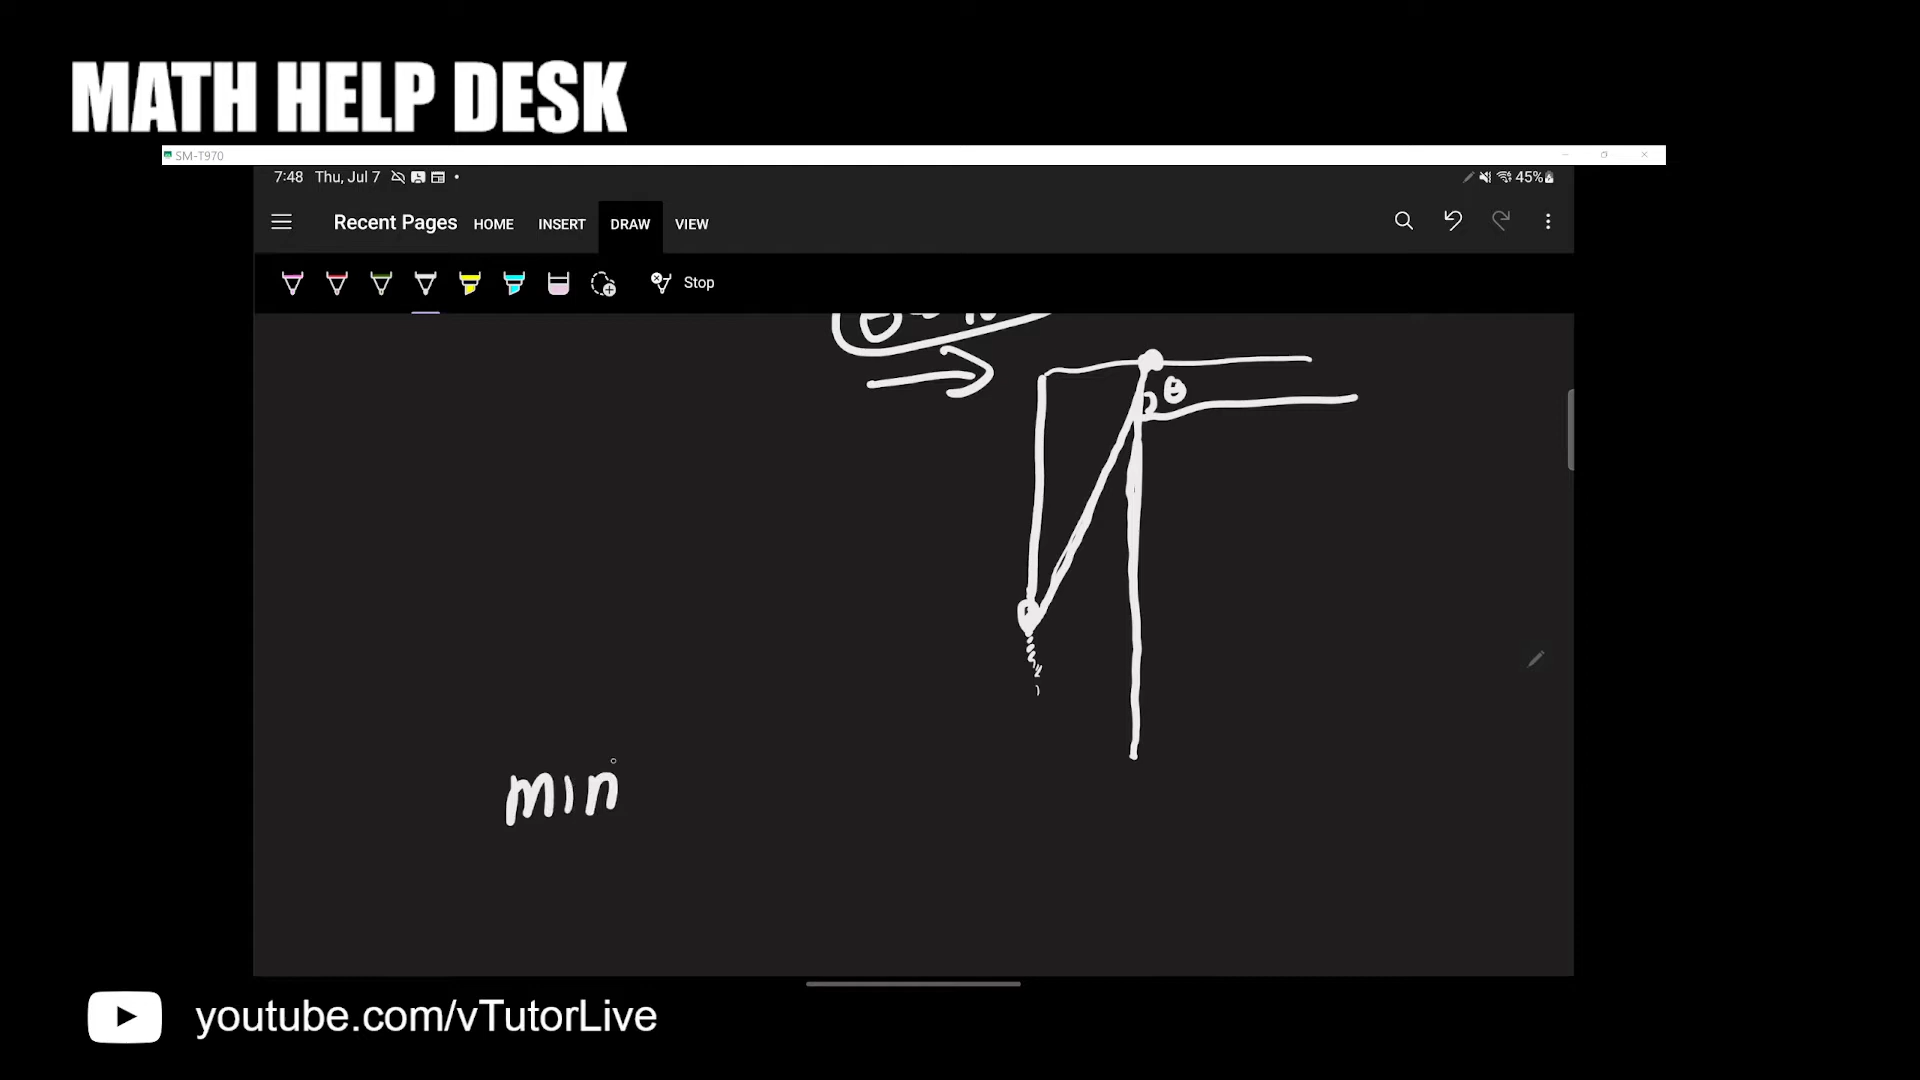 MATH HELP DESK
SM-T970
7:48 Thu, Jul 7 45%
Recent Pages HOME INSERT DRAW VIEW
Stop
θ
θ
min
youtube.com/vTutorLive